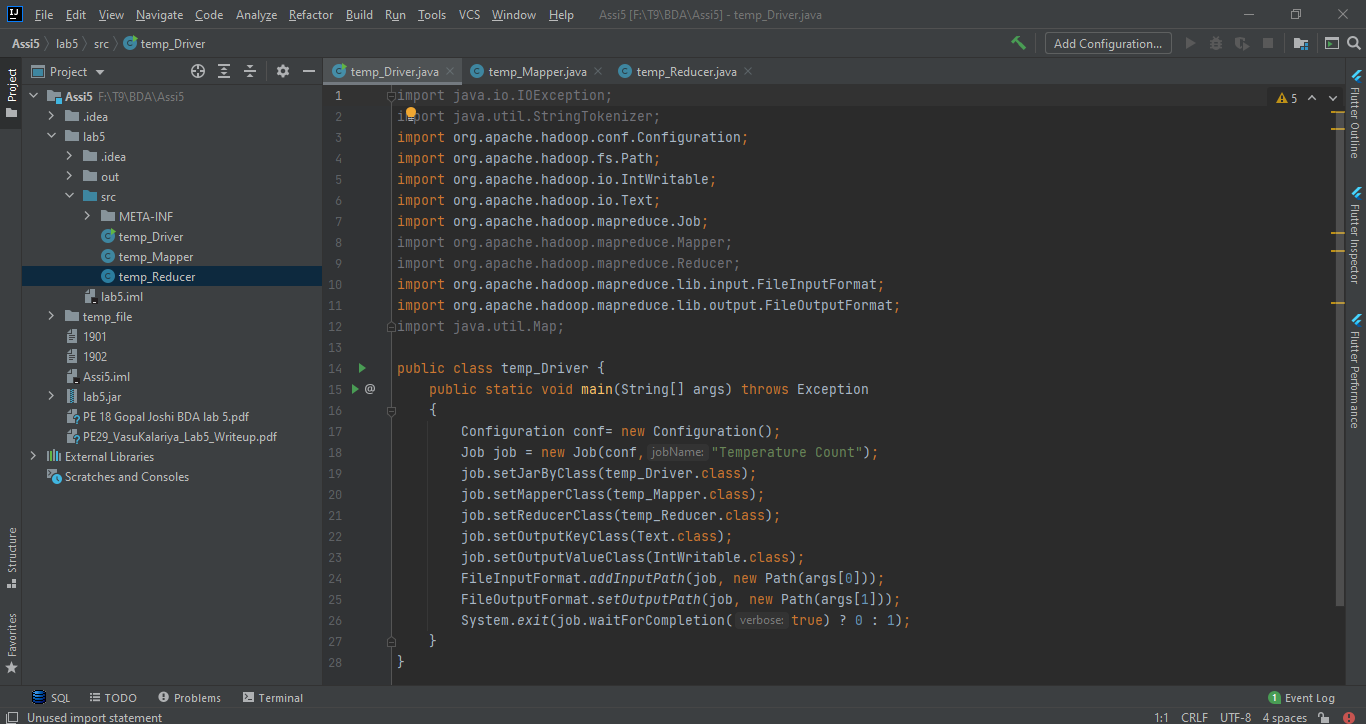 File Edit View Navigate Code Analyze Refactor Build Run Tools VCS Window Help Assi5 [F:\T9\BDA\Assi5] - temp_Driver.java
Assi5 lab5 src temp_Driver Add Configuration...
Project temp_Driver.java temp_Mapper.java temp_Reducer.java
Project
Assi5 F:\T9\BDA\Assi5
.idea
lab5
.idea
out
src
META-INF
temp_Driver
temp_Mapper
temp_Reducer
lab5.iml
temp_file
1901
1902
Assi5.iml
lab5.jar
PE 18 Gopal Joshi BDA lab 5.pdf
PE29_VasuKalariya_Lab5_Writeup.pdf
External Libraries
Scratches and Consoles
Structure
Favorites
1 import java.io.IOException;
2 import java.util.StringTokenizer;
3 import org.apache.hadoop.conf.Configuration;
4 import org.apache.hadoop.fs.Path;
5 import org.apache.hadoop.io.IntWritable;
6 import org.apache.hadoop.io.Text;
7 import org.apache.hadoop.mapreduce.Job;
8 import org.apache.hadoop.mapreduce.Mapper;
9 import org.apache.hadoop.mapreduce.Reducer;
10 import org.apache.hadoop.mapreduce.lib.input.FileInputFormat;
11 import org.apache.hadoop.mapreduce.lib.output.FileOutputFormat;
12 import java.util.Map;
13
14 public class temp_Driver {
15 @ public static void main(String[] args) throws Exception
16 {
17 Configuration conf= new Configuration();
18 Job job = new Job(conf, jobName: "Temperature Count");
19 job.setJarByClass(temp_Driver.class);
20 job.setMapperClass(temp_Mapper.class);
21 job.setReducerClass(temp_Reducer.class);
22 job.setOutputKeyClass(Text.class);
23 job.setOutputValueClass(IntWritable.class);
24 FileInputFormat.addInputPath(job, new Path(args[0]));
25 FileOutputFormat.setOutputPath(job, new Path(args[1]));
26 System.exit(job.waitForCompletion( verbose: true) ? 0 : 1);
27 }
28 }
5
Flutter Outline
Flutter Inspector
Flutter Performance
SQL TODO Problems Terminal 1 Event Log
Unused import statement 1:1 CRLF UTF-8 4 spaces